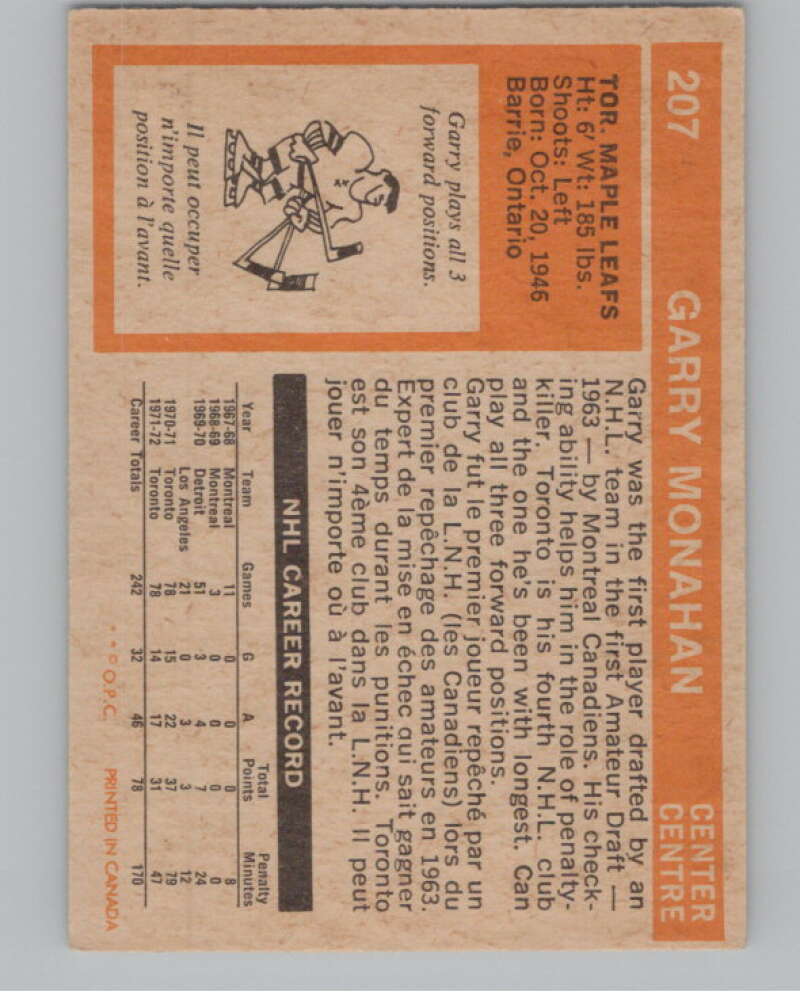 207 GARRY MONAHAN CENTER
CENTRE
TOR. MAPLE LEAFS
Ht: 6' Wt: 185 lbs.
Shoots: Left
Born: Oct. 20, 1946
Barrie, Ontario
Garry plays all 3
forward positions.
Il peut occuper
n'importe quelle
position à l'avant.
Garry was the first player drafted by an
N.H.L. team in the first Amateur Draft —
1963 — by Montreal Canadiens. His check-
ing ability helps him in the role of penalty-
killer. Toronto is his fourth N.H.L. club
and the one he's been with longest. Can
play all three forward positions.
Garry fut le premier joueur repêché par un
club de la L.N.H. (les Canadiens) lors du
premier repêchage des amateurs en 1963.
Expert de la mise en échec qui sait gagner
du temps durant les punitions. Toronto
est son 4ème club dans la L.N.H. Il peut
jouer n'importe où à l'avant.
NHL CAREER RECORD
Year Team Games G A Total Points Penalty Minutes
1967-68 Montreal 11 0 0 0 8
1968-69 Montreal 3 0 0 0 0
1969-70 Detroit 51 3 4 7 24
Los Angeles 21 0 3 3 12
1970-71 Toronto 78 15 22 37 79
1971-72 Toronto 78 14 17 31 47
Career Totals 242 32 46 78 170
* * © O.P.C. PRINTED IN CANADA